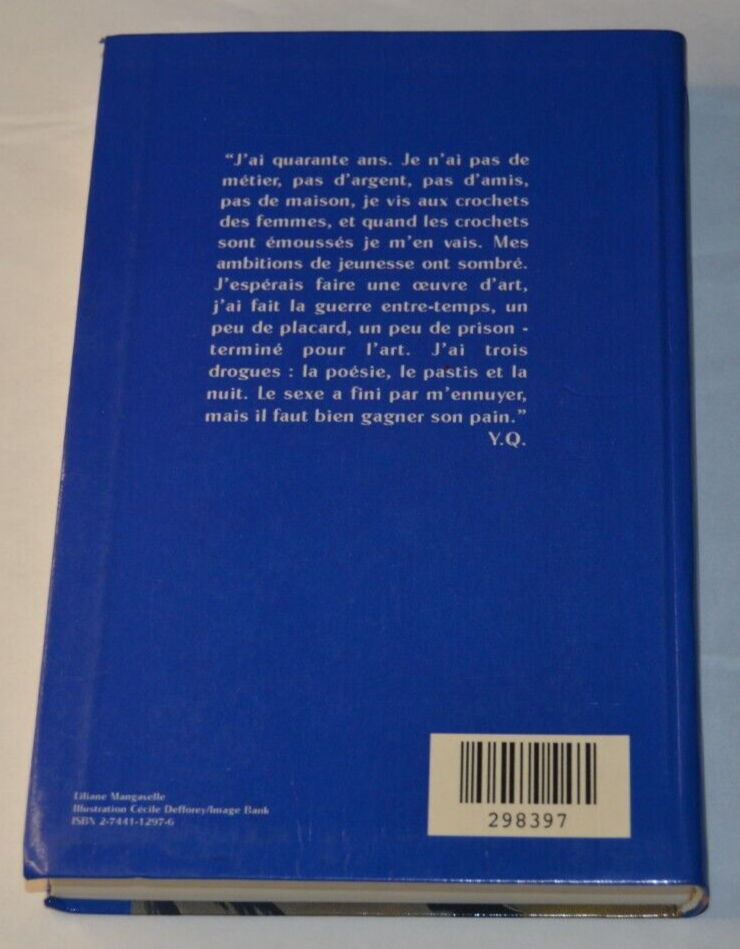 “J’ai quarante ans. Je n’ai pas de
métier, pas d’argent, pas d’amis,
pas de maison, je vis aux crochets
des femmes, et quand les crochets
sont émoussés je m’en vais. Mes
ambitions de jeunesse ont sombré.
J’espérais faire une œuvre d’art,
j’ai fait la guerre entre-temps, un
peu de placard, un peu de prison -
terminé pour l’art. J’ai trois
drogues : la poésie, le pastis et la
nuit. Le sexe a fini par m’ennuyer,
mais il faut bien gagner son pain.”
Y.Q.
Liliane Mangaselle
Illustration Cécile Defforey/Image Bank
ISBN 2-7441-1297-6
298397